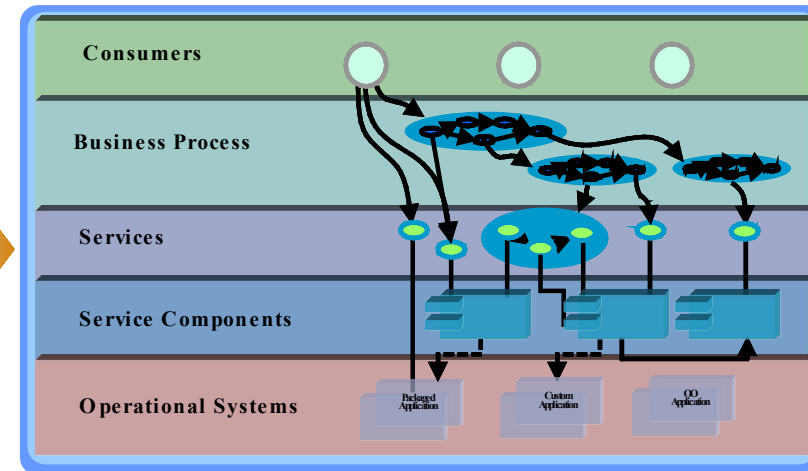 Consumers
Business Process
Services
Service Components
Operational Systems
Packaged
Application
Custom
Application
OO
Application